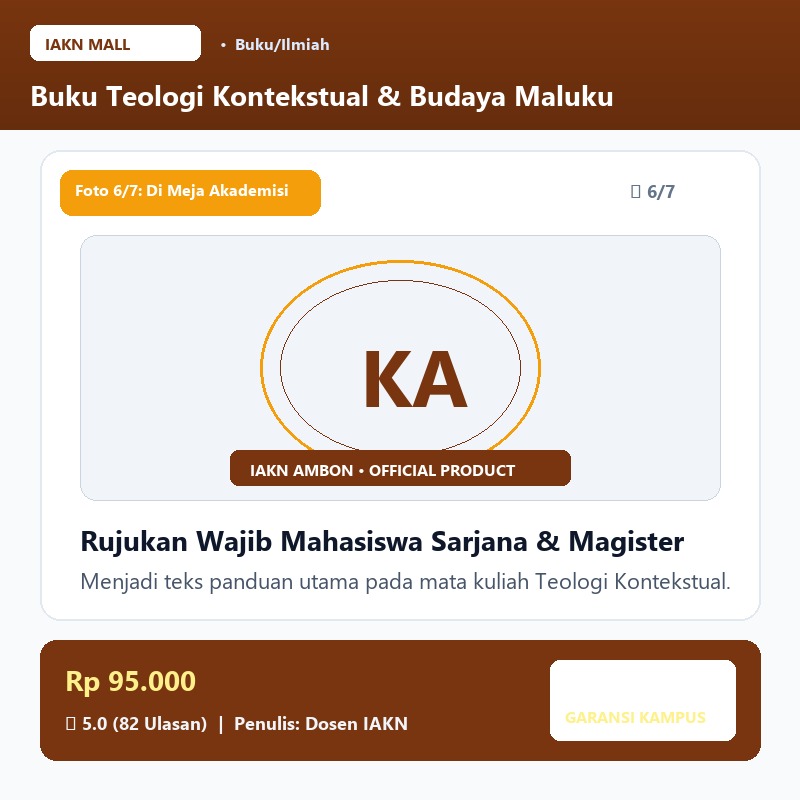 IAKN MALL
• Buku/Ilmiah
Buku Teologi Kontekstual & Budaya Maluku
Foto 6/7: Di Meja Akademisi
6/7
KA
IAKN AMBON • OFFICIAL PRODUCT
Rujukan Wajib Mahasiswa Sarjana & Magister
Menjadi teks panduan utama pada mata kuliah Teologi Kontekstual.
Rp 95.000
5.0 (82 Ulasan) | Penulis: Dosen IAKN
GARANSI KAMPUS